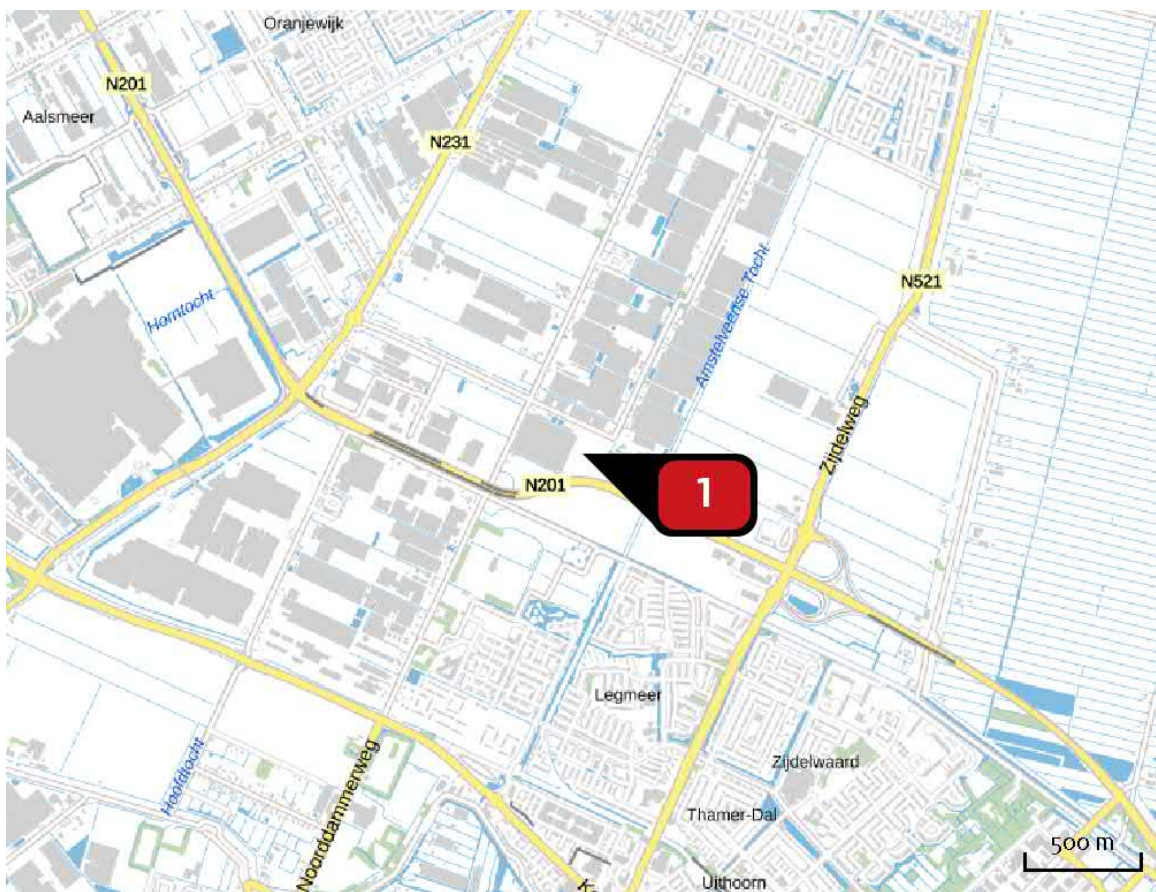 Oranjewijk
N201
Aalsmeer
N231
Amstelveense Tocht
N521
Horntocht
Zijdelweg
N201
1
Legmeer
Hoofdtocht
Noorddammerweg
Zijdelwaard
Thamer-Dal
500 m
Uithoorn